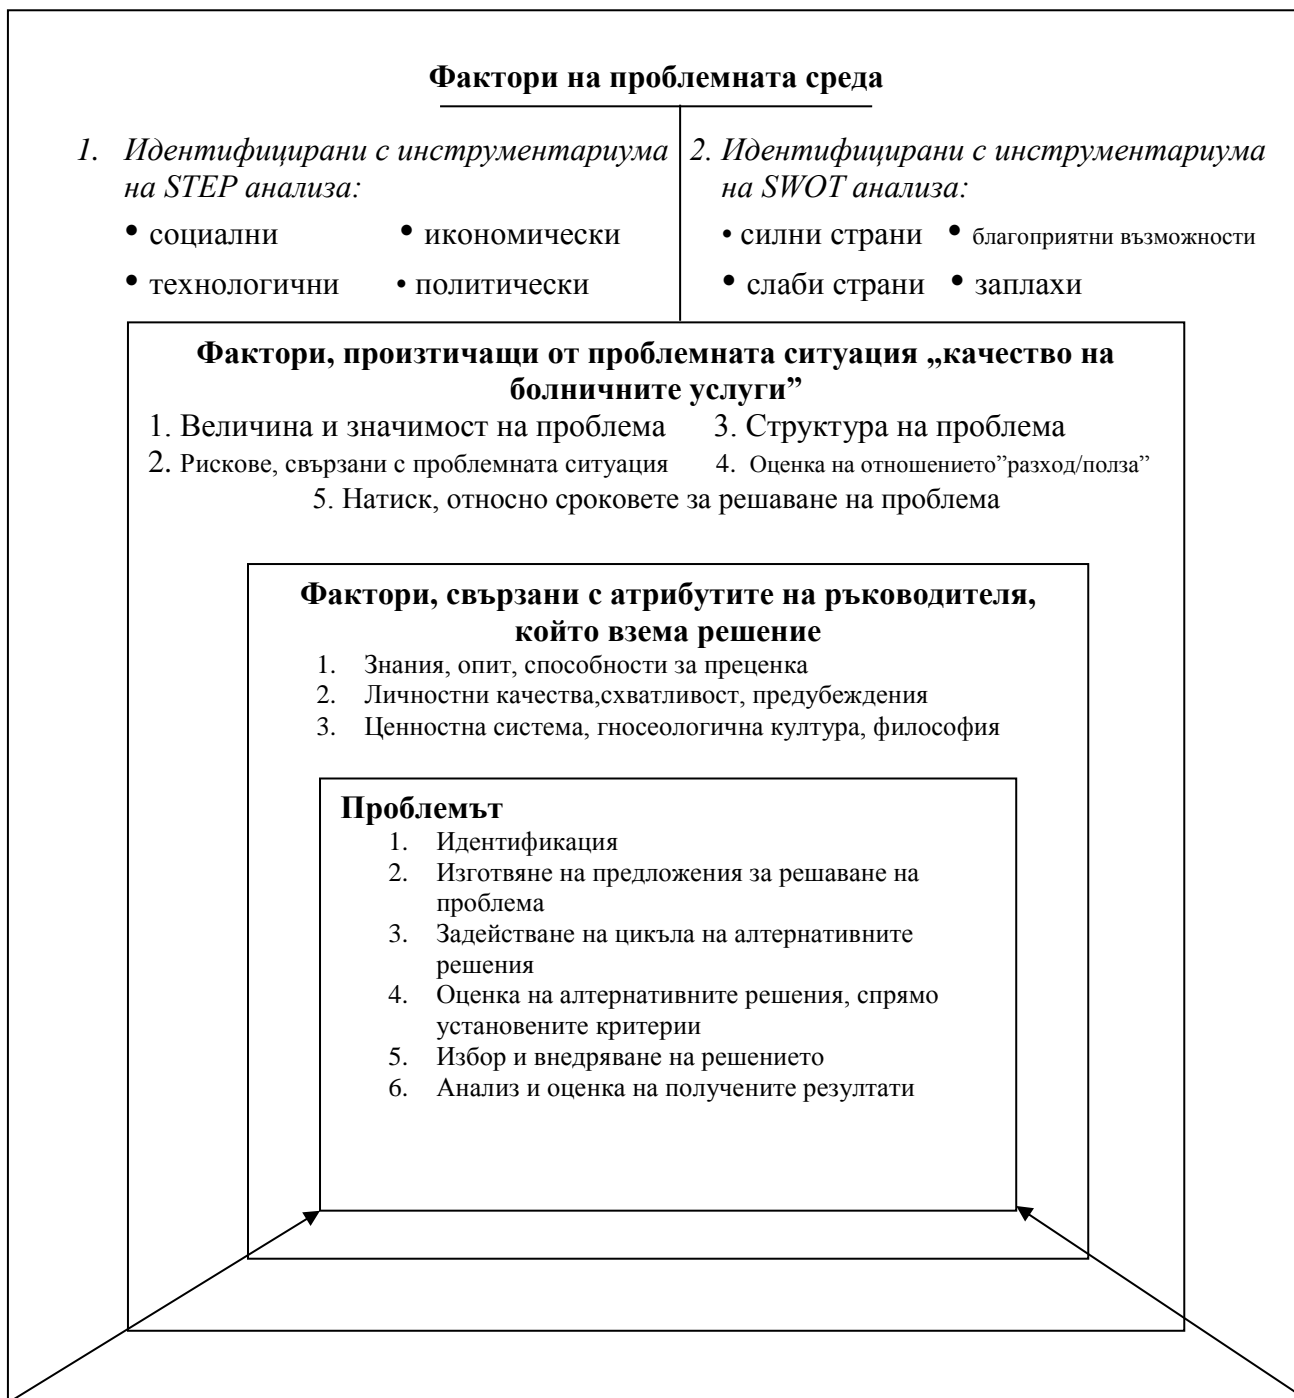 Фактори на проблемната среда
1. Идентифицирани с инструментариума
на STEP анализа:
• социални • икономически
• технологични • политически
2. Идентифицирани с инструментариума
на SWOT анализа:
• силни страни • благоприятни възможности
• слаби страни • заплахи
Фактори, произтичащи от проблемната ситуация „качество на
болничните услуги”
1. Величина и значимост на проблема 3. Структура на проблема
2. Рискове, свързани с проблемната ситуация 4. Оценка на отношението”разход/полза”
5. Натиск, относно сроковете за решаване на проблема
Фактори, свързани с атрибутите на ръководителя,
който взема решение
1. Знания, опит, способности за преценка
2. Личностни качества,схватливост, предубеждения
3. Ценностна система, гносеологична култура, философия
Проблемът
1. Идентификация
2. Изготвяне на предложения за решаване на
проблема
3. Задействане на цикъла на алтернативните
решения
4. Оценка на алтернативните решения, спрямо
установените критерии
5. Избор и внедряване на решението
6. Анализ и оценка на получените резултати